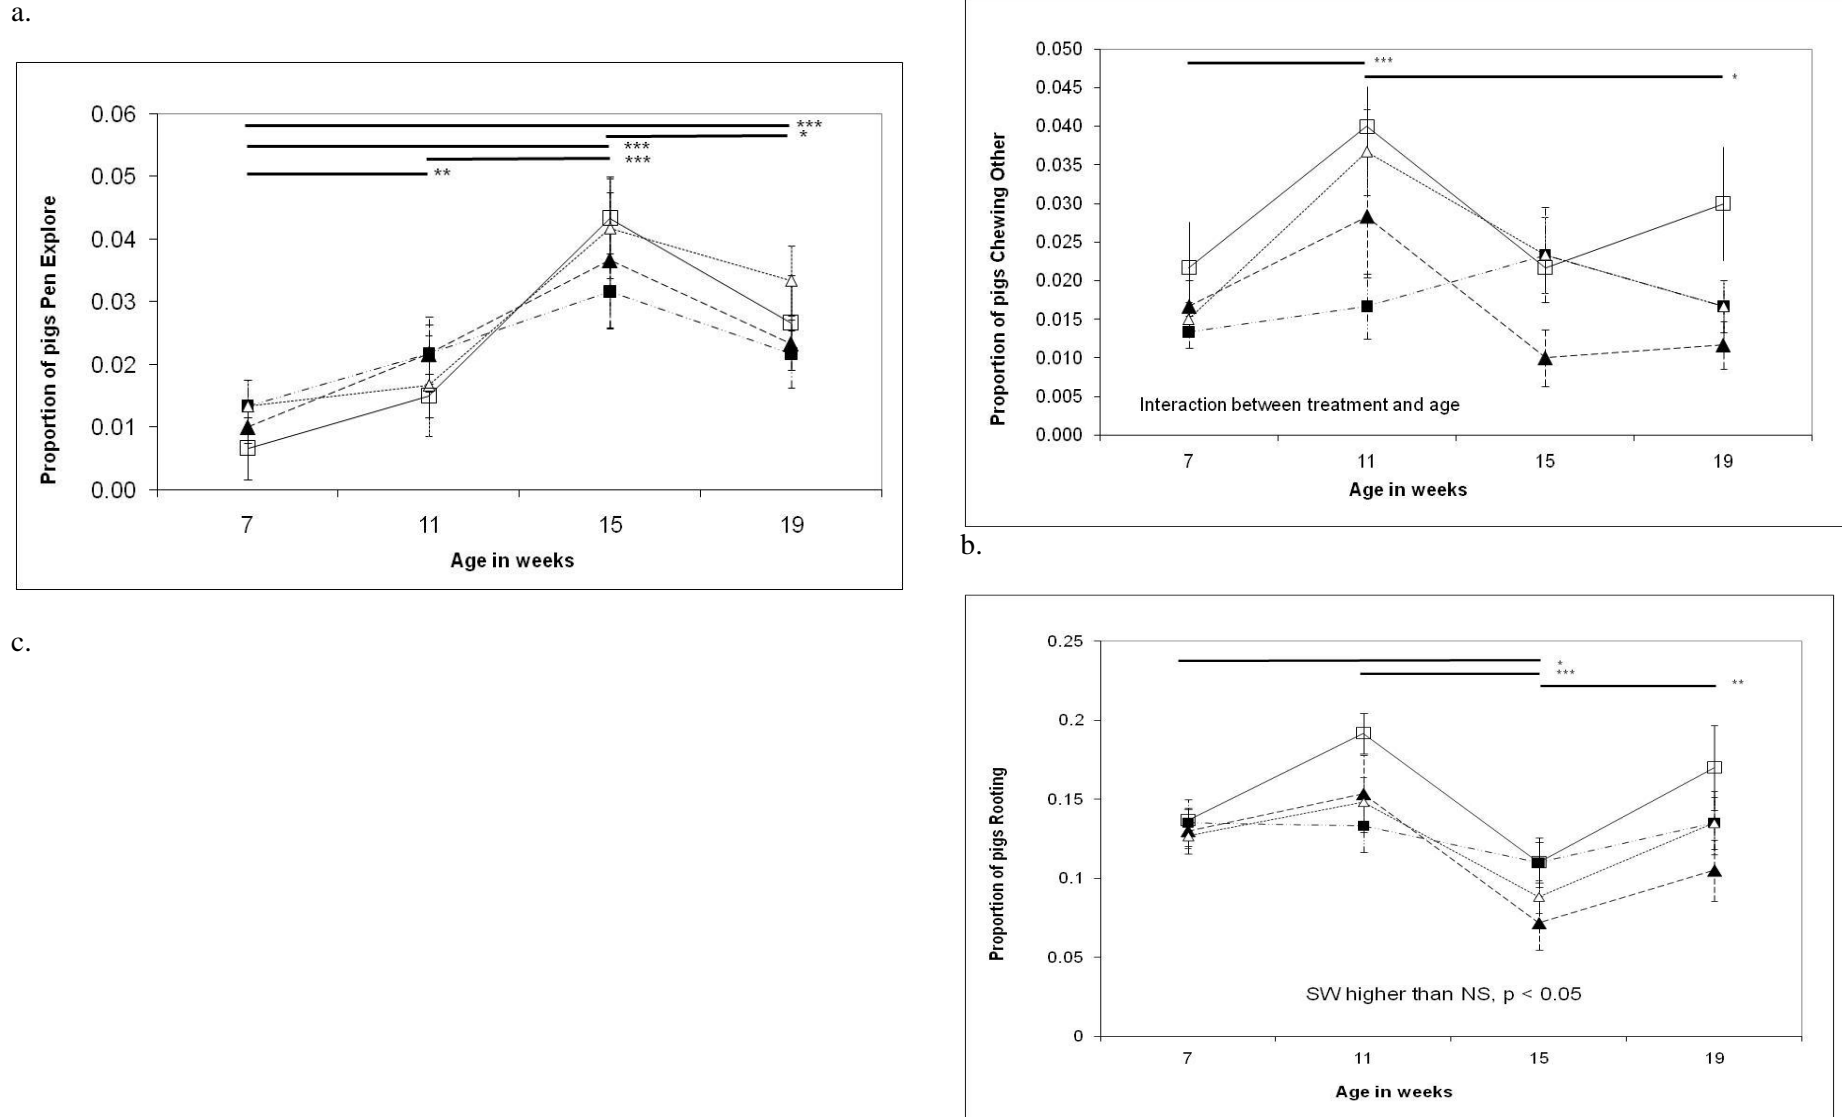 a.
0.06
0.05
0.04
0.03
0.02
0.01
0.00
Proportion of pigs Pen Explore
***
*
***
***
**
7 11 15 19
Age in weeks
0.050
0.045
0.040
0.035
0.030
0.025
0.020
0.015
0.010
0.005
0.000
Proportion of pigs Chewing Other
***
*
Interaction between treatment and age
7 11 15 19
Age in weeks
b.
c.
0.25
0.2
0.15
0.1
0.05
0
Proportion of pigs Rooting
*
***
**
SW higher than NS, p < 0.05
7 11 15 19
Age in weeks